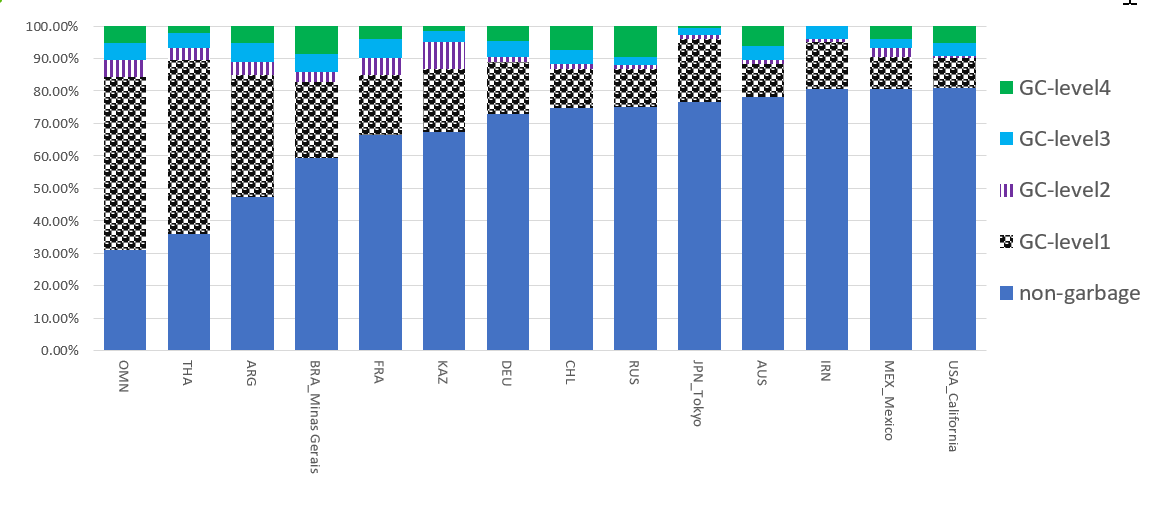 100.00%
90.00%
80.00%
70.00%
60.00%
50.00%
40.00%
30.00%
20.00%
10.00%
0.00%
OMN
THA
ARG
BRA_Minas Gerais
FRA
KAZ
DEU
CHL
RUS
JPN_Tokyo
AUS
IRN
MEX_Mexico
USA_California
GC-level4
GC-level3
GC-level2
GC-level1
non-garbage